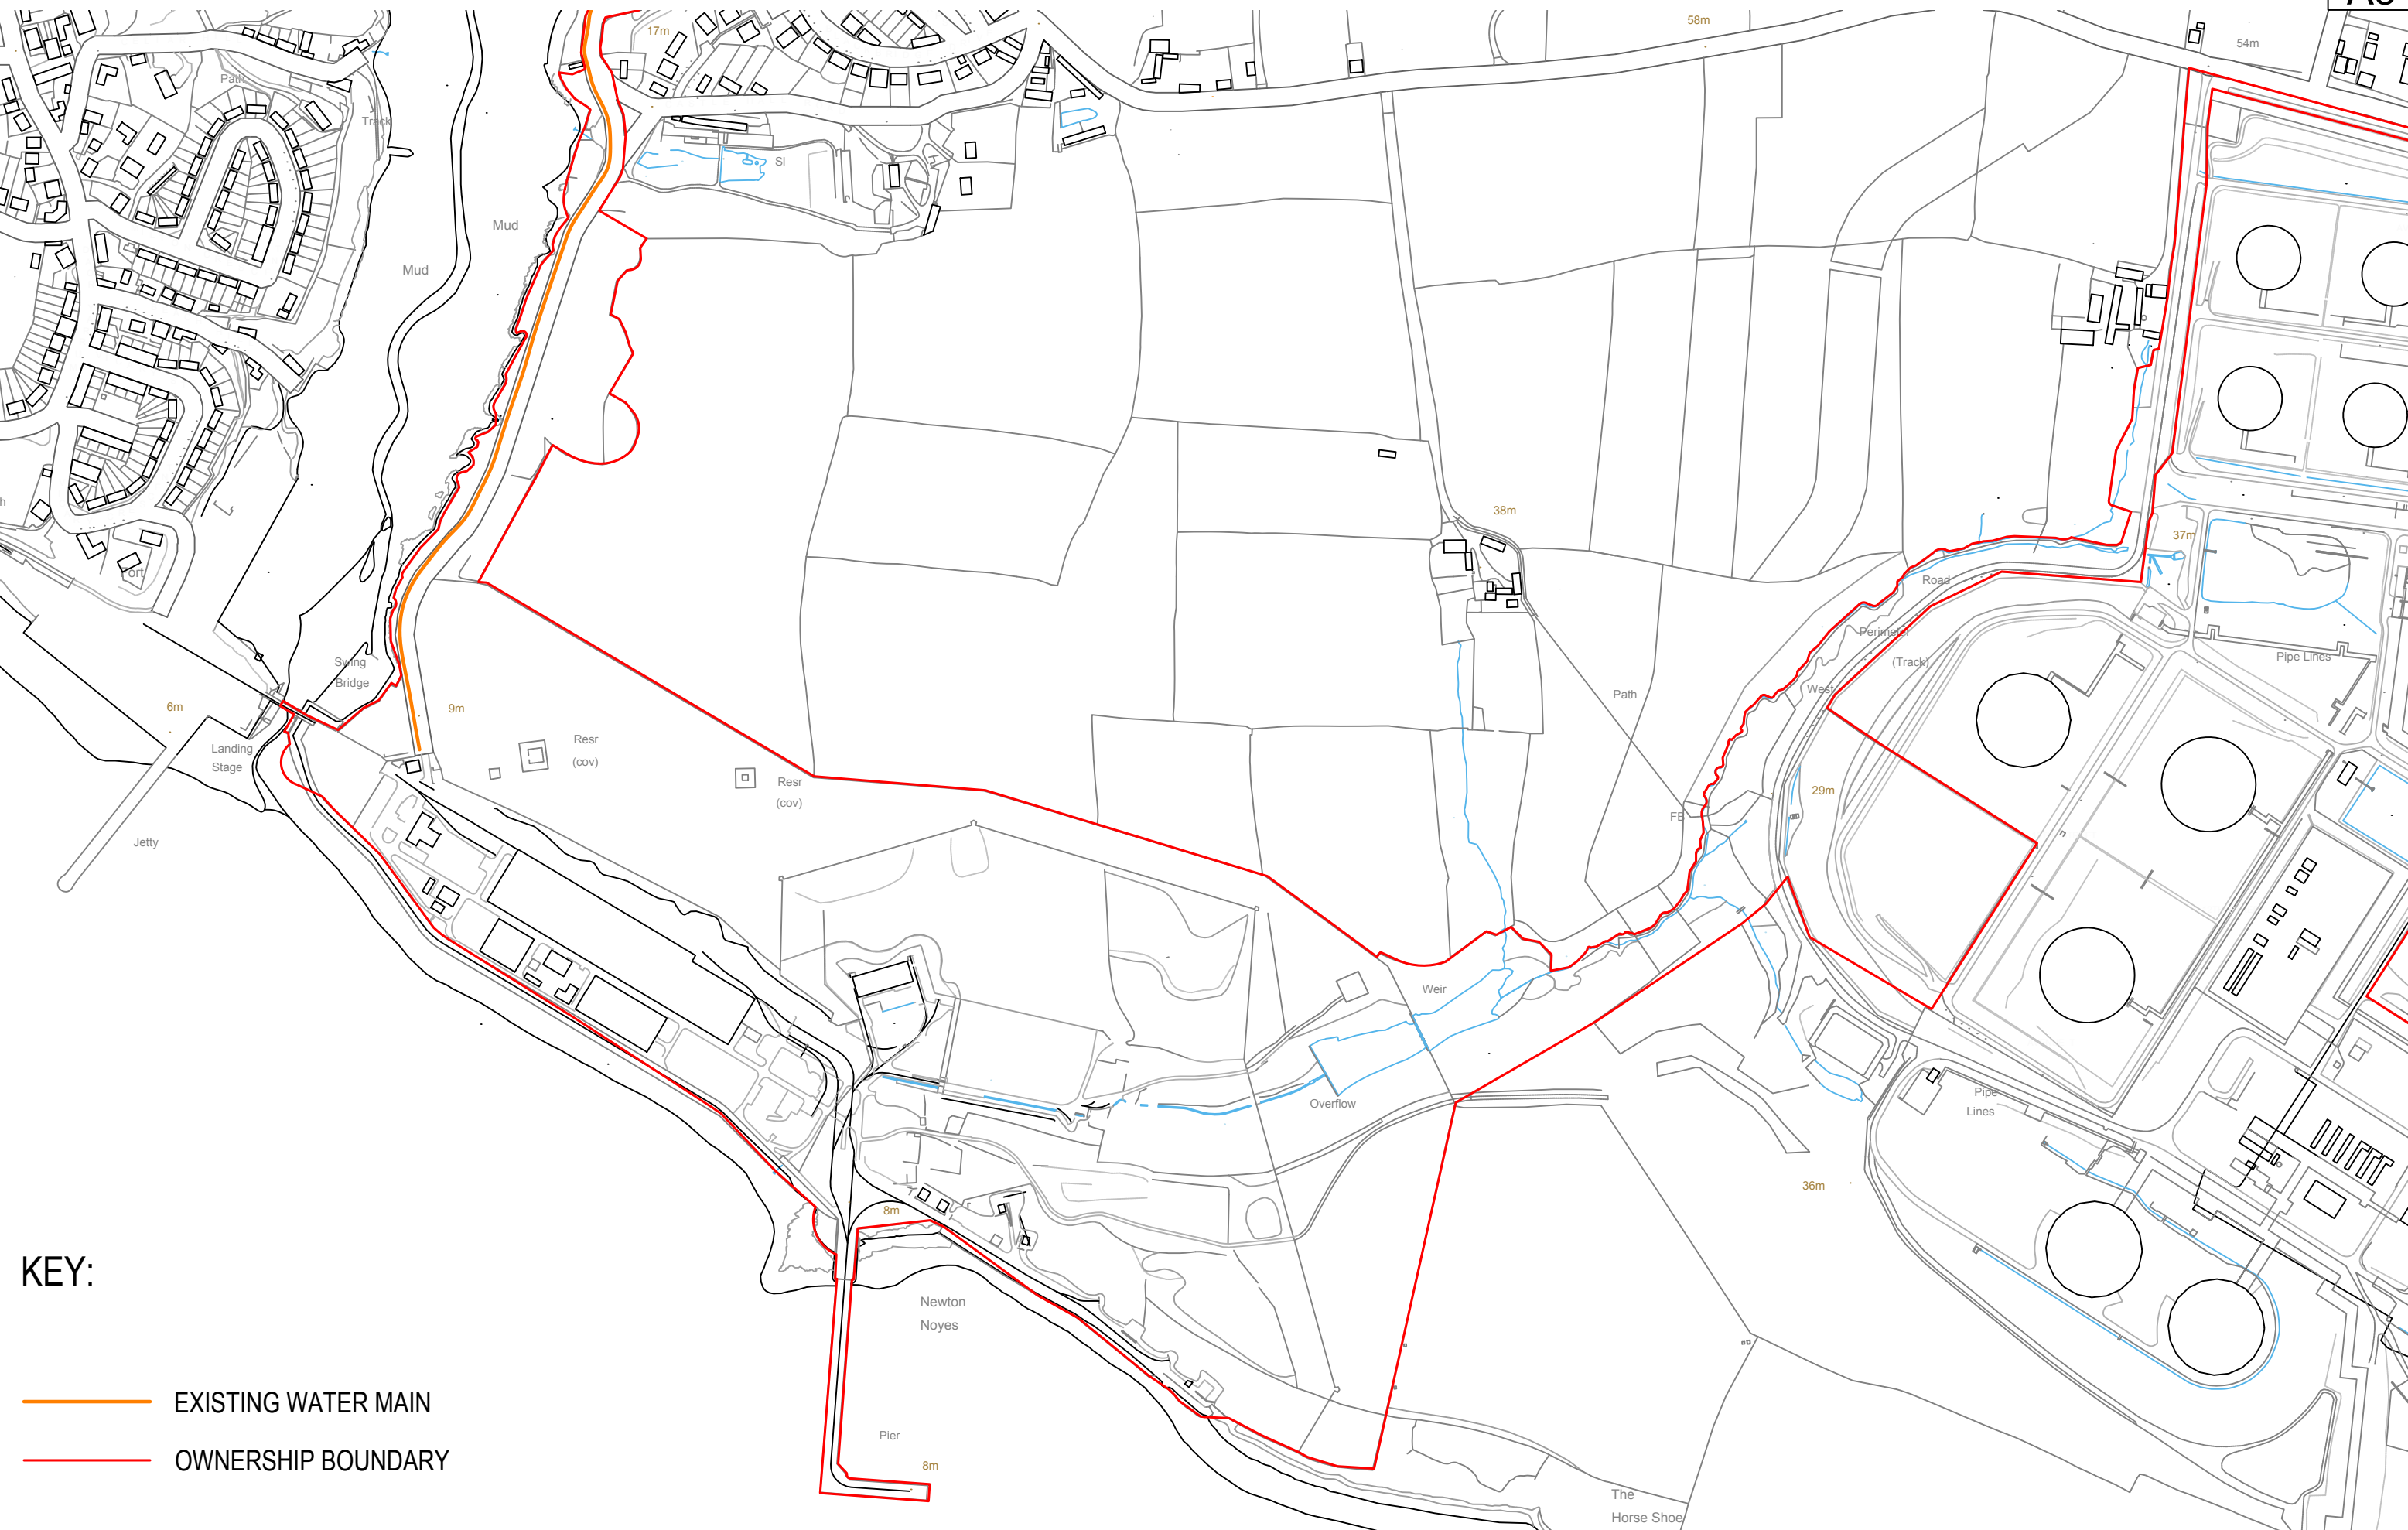 17m
58m
54m
Path
Track
Sl
Mud
Mud
38m
37m
Fort
Road
Perimeter
(Track)
West
Pipe Lines
Swing
Bridge
Path
6m
9m
Landing
Stage
Resr
(cov)
Resr
(cov)
29m
FB
Jetty
Weir
Overflow
Pipe
Lines
36m
8m
KEY:
Newton
Noyes
EXISTING WATER MAIN
Pier
OWNERSHIP BOUNDARY
8m
The
Horse Shoe